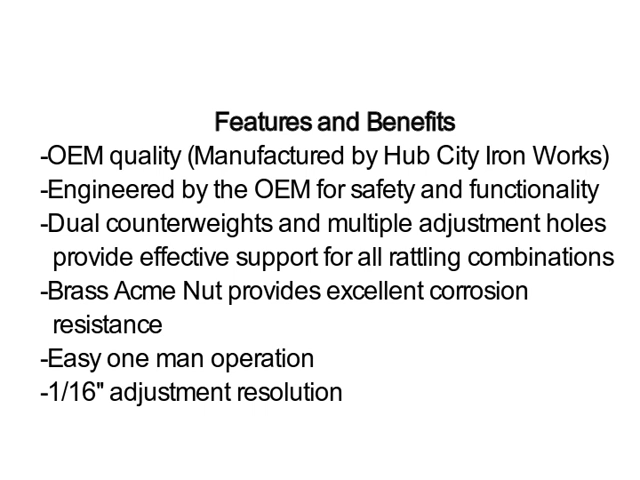 Features and Benefits
-OEM quality (Manufactured by Hub City Iron Works)
-Engineered by the OEM for safety and functionality
-Dual counterweights and multiple adjustment holes
provide effective support for all rattling combinations
-Brass Acme Nut provides excellent corrosion
resistance
-Easy one man operation
-1/16" adjustment resolution